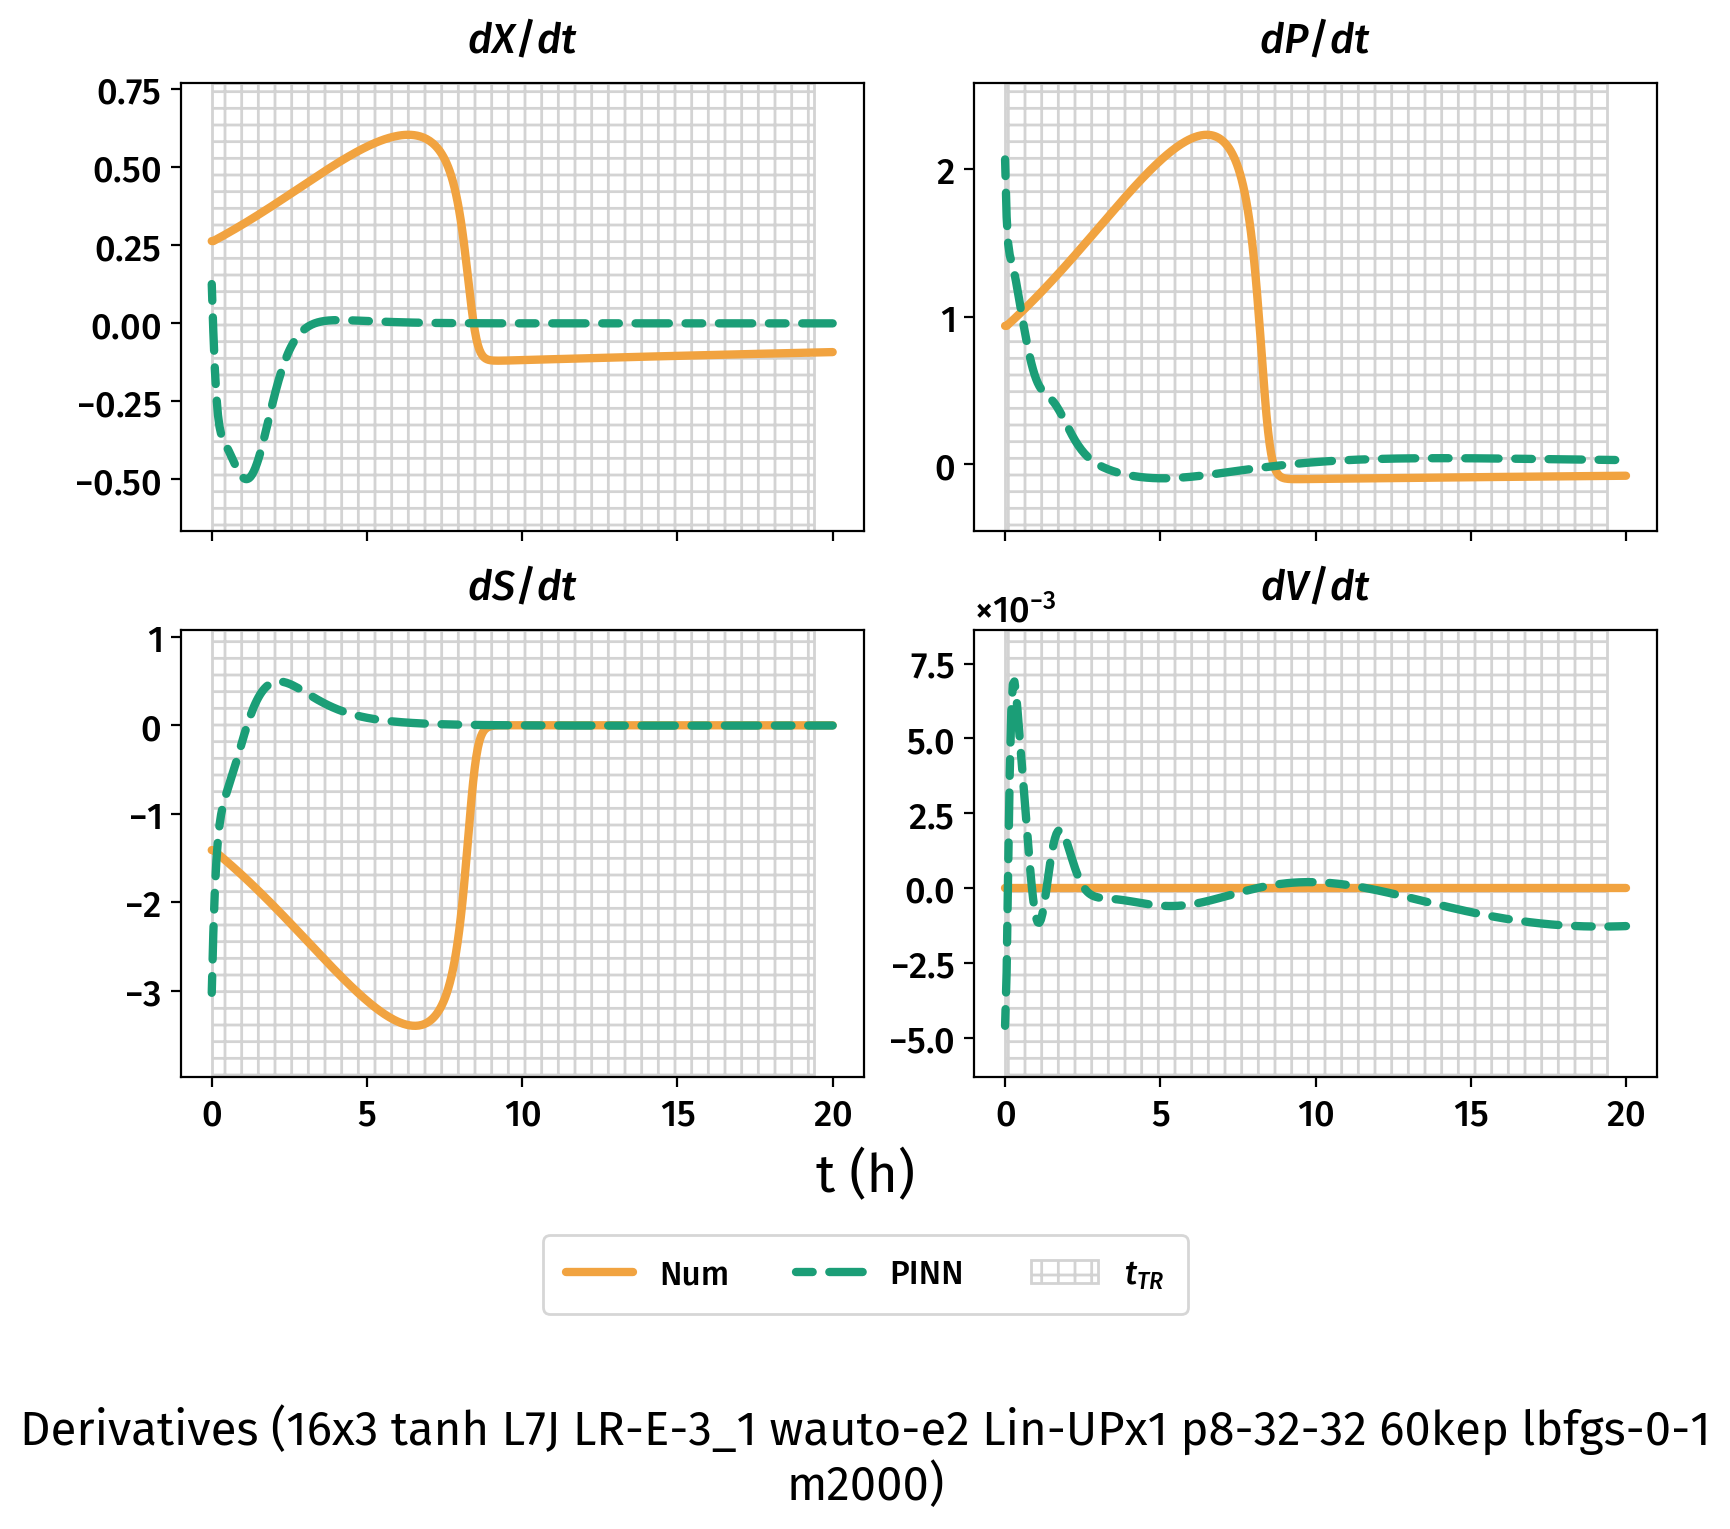 dX/dt
dP/dt
0.75
0.50
0.25
0.00
−0.25
−0.50
2
1
0
dS/dt
dV/dt
×10⁻³
1
0
−1
−2
−3
7.5
5.0
2.5
0.0
−2.5
−5.0
0 5 10 15 20
0 5 10 15 20
t (h)
Num PINN t_TR
Derivatives (16x3 tanh L7J LR-E-3_1 wauto-e2 Lin-UPx1 p8-32-32 60kep lbfgs-0-1
m2000)